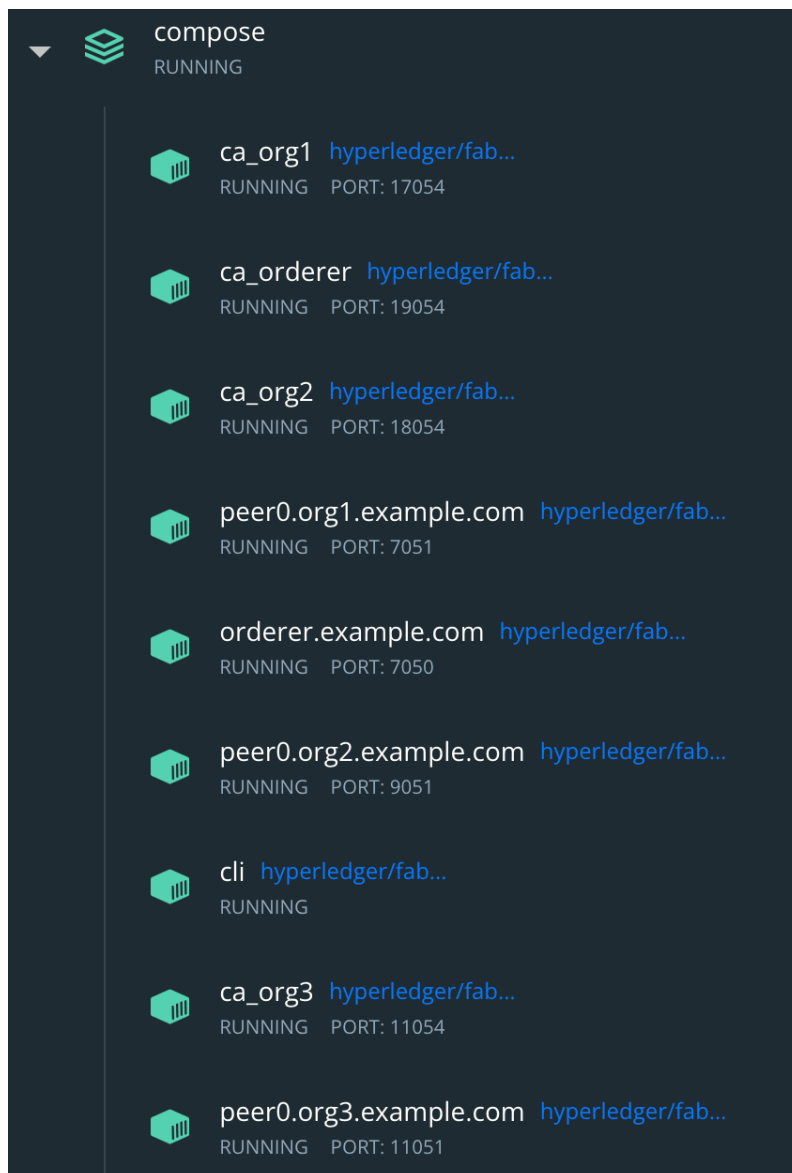 compose
RUNNING
ca_org1 hyperledger/fab...
RUNNING PORT: 17054
ca_orderer hyperledger/fab...
RUNNING PORT: 19054
ca_org2 hyperledger/fab...
RUNNING PORT: 18054
peer0.org1.example.com hyperledger/fab...
RUNNING PORT: 7051
orderer.example.com hyperledger/fab...
RUNNING PORT: 7050
peer0.org2.example.com hyperledger/fab...
RUNNING PORT: 9051
cli hyperledger/fab...
RUNNING
ca_org3 hyperledger/fab...
RUNNING PORT: 11054
peer0.org3.example.com hyperledger/fab...
RUNNING PORT: 11051